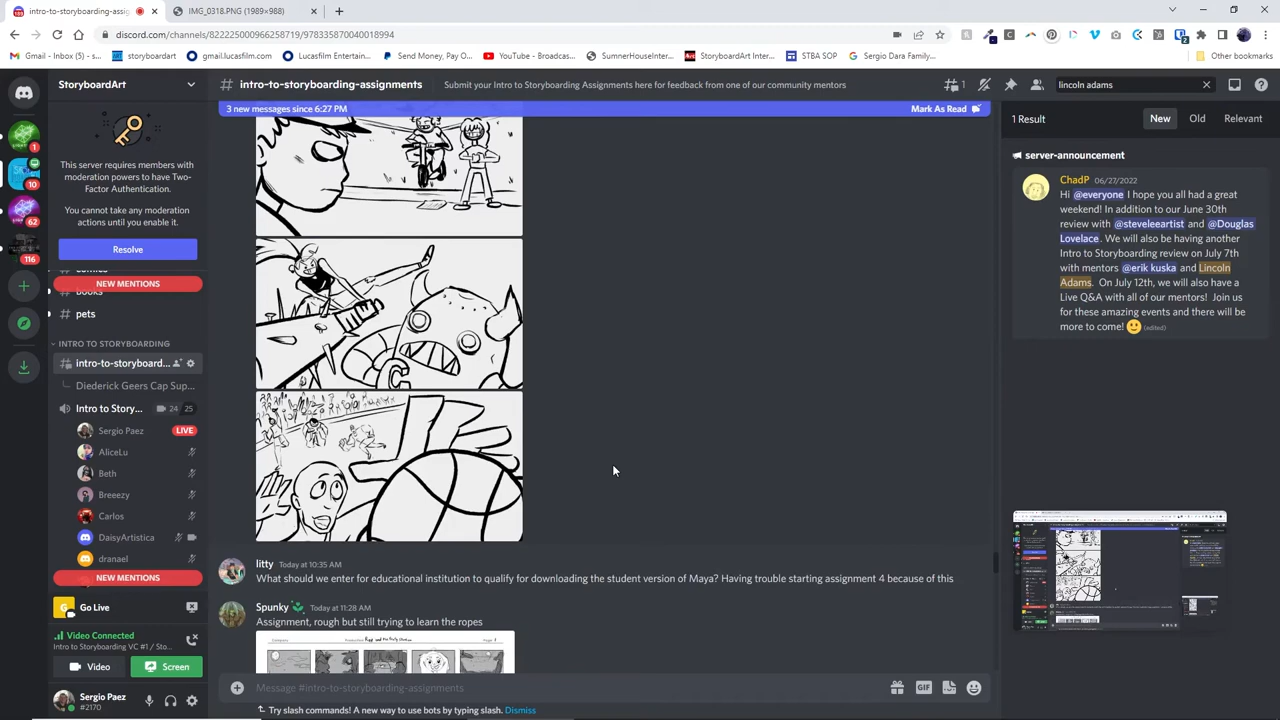 intro-to-storyboarding-assig
IMG_0318.PNG (1989×988)
discord.com/channels/822225000966258719/978335870040018994
Gmail - Inbox (5) - s...
storyboardart
gmail.lucasfilm.com
Lucasfilm Entertain...
Send Money, Pay O...
YouTube - Broadcas...
SumnerHouseInter...
StoryboardArt Inter...
STBA SOP
Sergio Dara Family...
Other bookmarks
StoryboardArt
intro-to-storyboarding-assignments
Submit your Intro to Storyboarding Assignments here for feedback from one of our community mentors
lincoln adams
3 new messages since 6:27 PM
Mark As Read
This server requires members with
moderation powers to have Two-
Factor Authentication.
You cannot take any moderation
actions until you enable it.
Resolve
NEW MENTIONS
books
pets
INTRO TO STORYBOARDING
intro-to-storyboard...
Diederick Geers Cap Sup...
Intro to Story... 24 25
Sergio Paez LIVE
AliceLu
Beth
Breeezy
Carlos
DaisyArtistica
dranael
NEW MENTIONS
Go Live
Video Connected
Intro to Storyboarding VC #1 / Sto...
Video
Screen
Sergio Paez
#2170
1
10
62
116
litty Today at 10:35 AM
What should we enter for educational institution to qualify for downloading the student version of Maya? Having trouble starting assignment 4 because of this
Spunky Today at 11:28 AM
Assignment, rough but still trying to learn the ropes
Message #intro-to-storyboarding-assignments
GIF
Try slash commands! A new way to use bots by typing slash. Dismiss
1 Result
New
Old
Relevant
server-announcement
ChadP 06/27/2022
Hi @everyone I hope you all had a great
weekend! In addition to our June 30th
review with @steveleeartist and @Douglas
Lovelace. We will also be having another
Intro to Storyboarding review on July 7th
with mentors @erik kuska and Lincoln
Adams. On July 12th, we will also have a
Live Q&A with all of our mentors! Join us
for these amazing events and there will be
more to come! (edited)